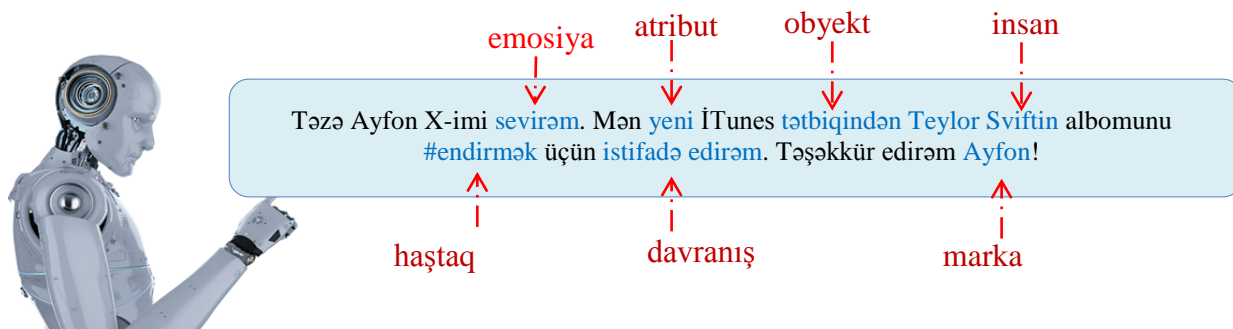 emosiya atribut obyekt insan
Təzə Ayfon X-imi sevirəm. Mən yeni İTunes tətbiqindən Teylor Sviftin albomunu
#endirmək üçün istifadə edirəm. Təşəkkür edirəm Ayfon!
haştaq davranış marka